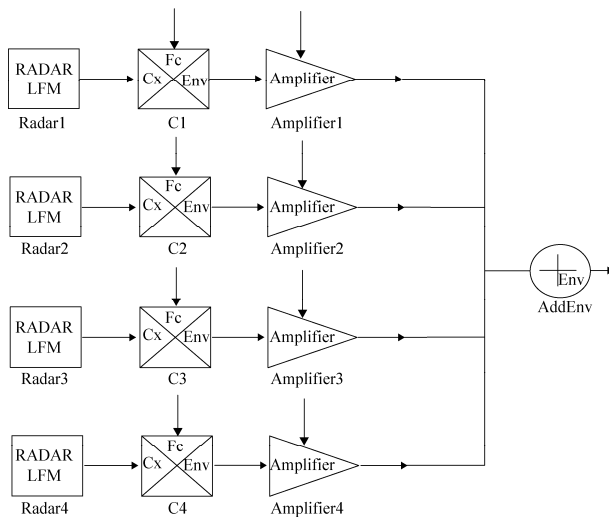 RADAR
LFM
Radar1
Fc
Cx
Env
C1
Amplifier
Amplifier1
RADAR
LFM
Radar2
Fc
Cx
Env
C2
Amplifier
Amplifier2
Env
AddEnv
RADAR
LFM
Radar3
Fc
Cx
Env
C3
Amplifier
Amplifier3
RADAR
LFM
Radar4
Fc
Cx
Env
C4
Amplifier
Amplifier4